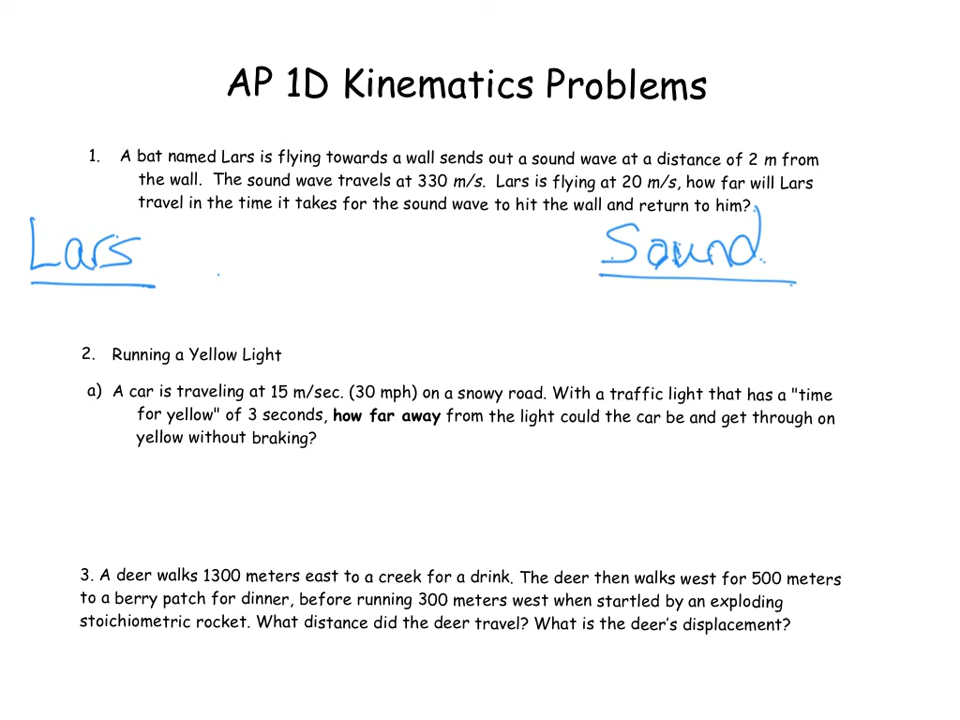 AP 1D Kinematics Problems
1. A bat named Lars is flying towards a wall sends out a sound wave at a distance of 2 m from
the wall. The sound wave travels at 330 m/s. Lars is flying at 20 m/s, how far will Lars
travel in the time it takes for the sound wave to hit the wall and return to him?
Lars Sound
2. Running a Yellow Light
a) A car is traveling at 15 m/sec. (30 mph) on a snowy road. With a traffic light that has a "time
for yellow" of 3 seconds, how far away from the light could the car be and get through on
yellow without braking?
3. A deer walks 1300 meters east to a creek for a drink. The deer then walks west for 500 meters
to a berry patch for dinner, before running 300 meters west when startled by an exploding
stoichiometric rocket. What distance did the deer travel? What is the deer's displacement?